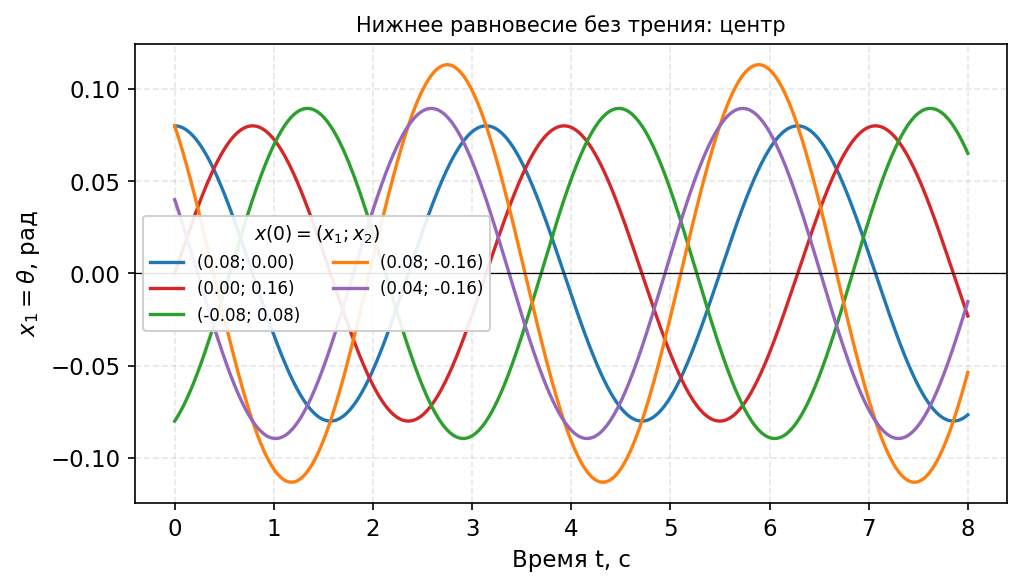 Нижнее равновесие без трения: центр
x₁ = θ, рад
0.10
0.05
0.00
−0.05
−0.10
x(0) = (x₁; x₂)
(0.08; 0.00)
(0.00; 0.16)
(-0.08; 0.08)
(0.08; -0.16)
(0.04; -0.16)
0 1 2 3 4 5 6 7 8
Время t, с